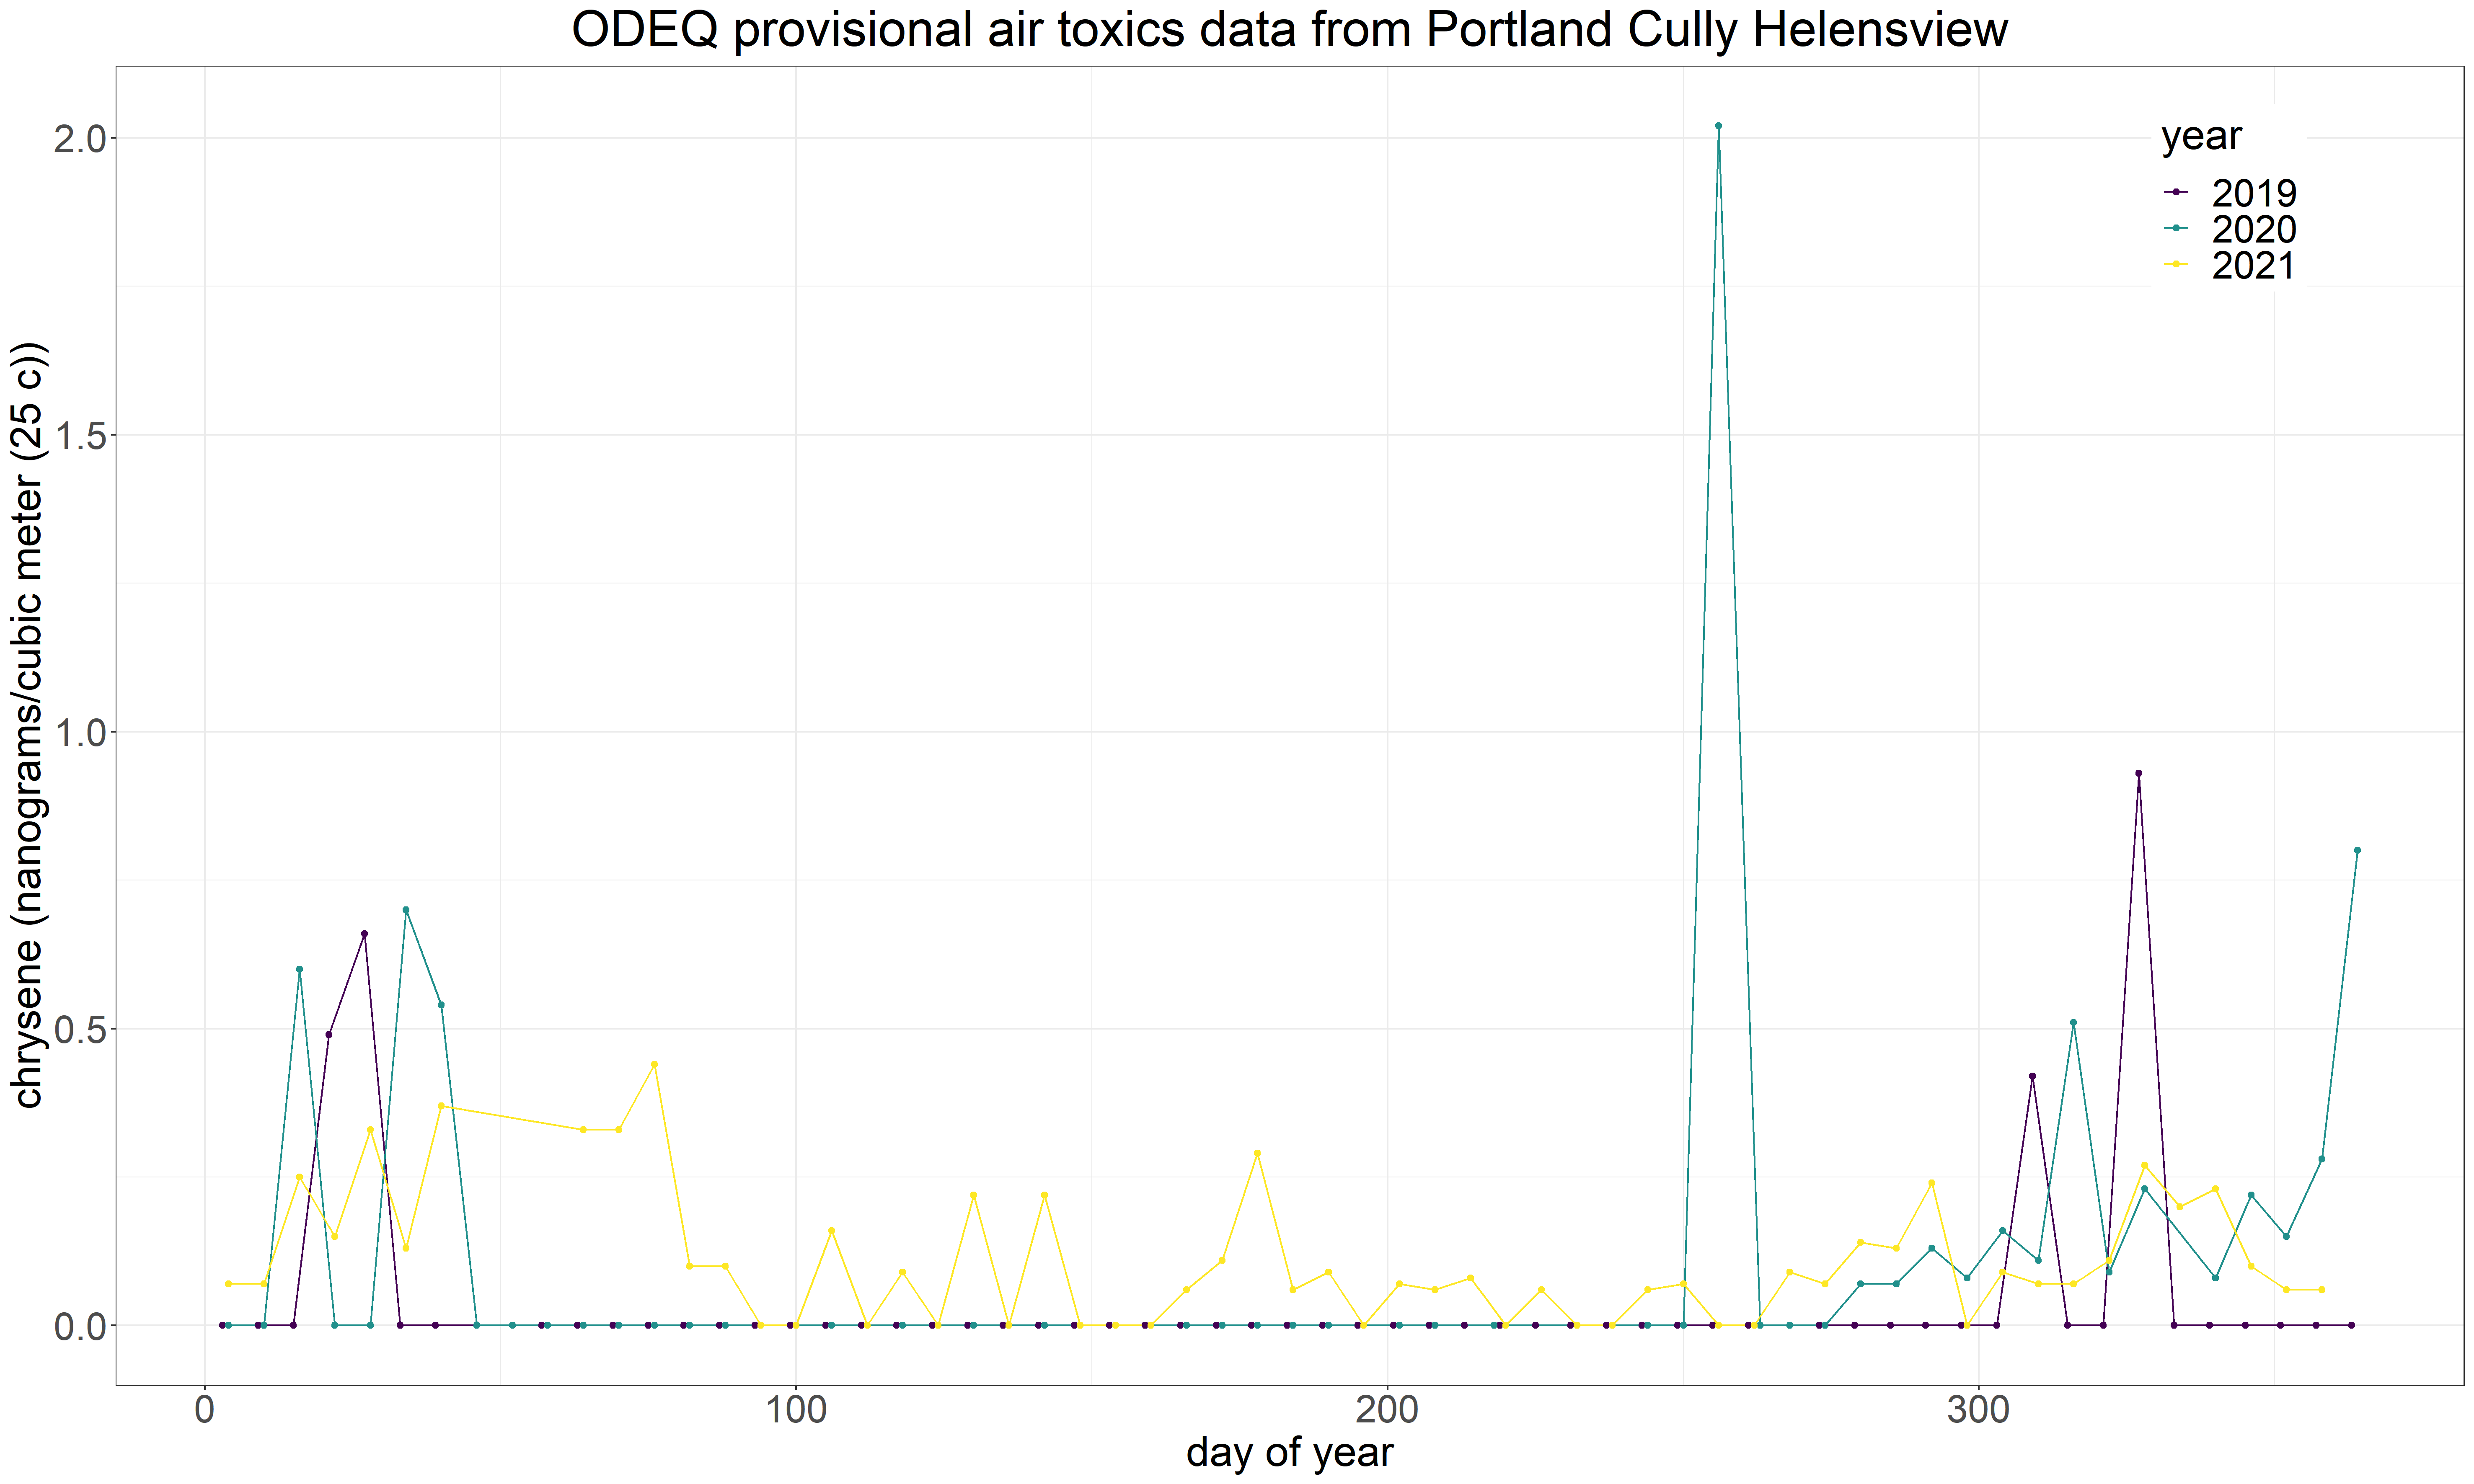 ODEQ provisional air toxics data from Portland Cully Helensview
year
2019
2020
2021
2.0
1.5
1.0
0.5
0.0
chrysene (nanograms/cubic meter (25 c))
0 100 200 300
day of year